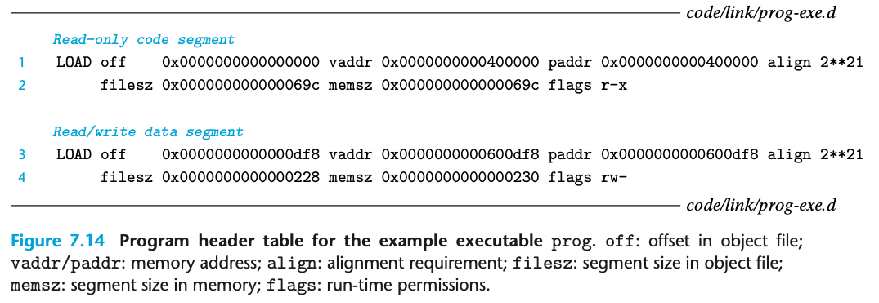 code/link/prog-exe.d
Read-only code segment
1 LOAD off 0x0000000000000000 vaddr 0x0000000000400000 paddr 0x0000000000400000 align 2**21
2 filesz 0x000000000000069c memsz 0x000000000000069c flags r-x
Read/write data segment
3 LOAD off 0x0000000000000df8 vaddr 0x0000000000600df8 paddr 0x0000000000600df8 align 2**21
4 filesz 0x0000000000000228 memsz 0x0000000000000230 flags rw-
code/link/prog-exe.d
Figure 7.14 Program header table for the example executable prog. off: offset in object file;
vaddr/paddr: memory address; align: alignment requirement; filesz: segment size in object file;
memsz: segment size in memory; flags: run-time permissions.